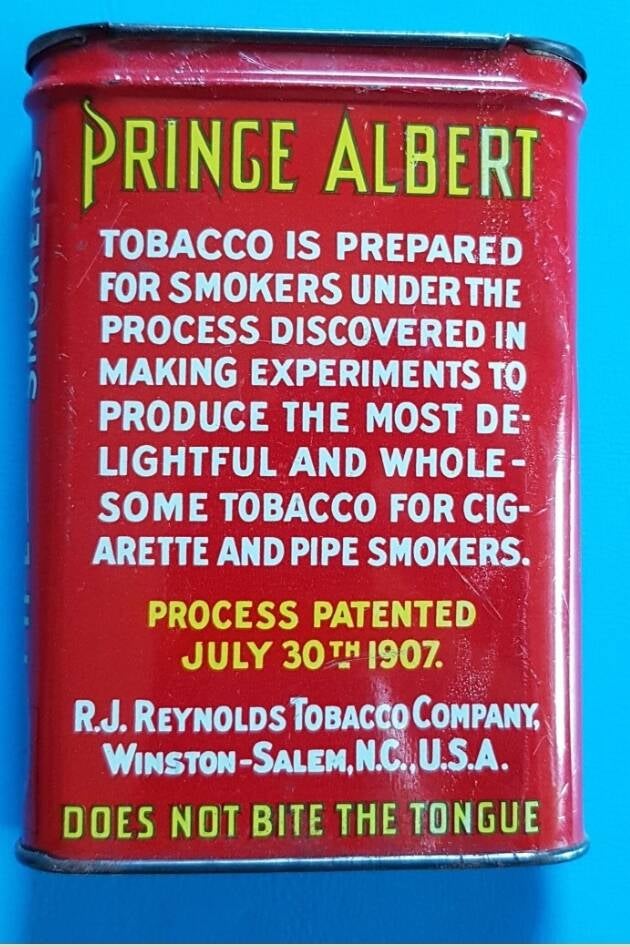 PRINCE ALBERT
TOBACCO IS PREPARED
FOR SMOKERS UNDER THE
PROCESS DISCOVERED IN
MAKING EXPERIMENTS TO
PRODUCE THE MOST DE-
LIGHTFUL AND WHOLE-
SOME TOBACCO FOR CIG-
ARETTE AND PIPE SMOKERS.
PROCESS PATENTED
JULY 30TH 1907.
R.J. REYNOLDS TOBACCO COMPANY,
WINSTON-SALEM, N.C., U.S.A.
DOES NOT BITE THE TONGUE
SMOKERS